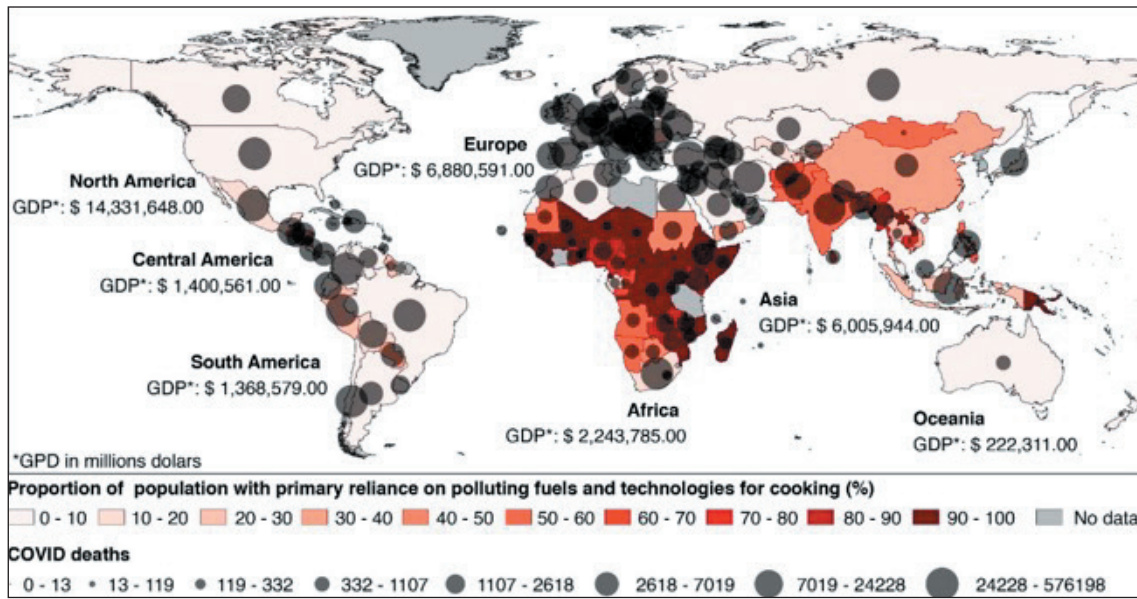 Europe
GDP*: $ 6,880,591.00
North America
GDP*: $ 14,331,648.00
Central America
GDP*: $ 1,400,561.00
Asia
GDP*: $ 6,005,944.00
South America
GDP*: $ 1,368,579.00
Africa
GDP*: $ 2,243,785.00
Oceania
GDP*: $ 222,311.00
*GPD in millions dolars
Proportion of population with primary reliance on polluting fuels and technologies for cooking (%)
0 - 10 10 - 20 20 - 30 30 - 40 40 - 50 50 - 60 60 - 70 70 - 80 80 - 90 90 - 100 No data
COVID deaths
0 - 13 13 - 119 119 - 332 332 - 1107 1107 - 2618 2618 - 7019 7019 - 24228 24228 - 576198